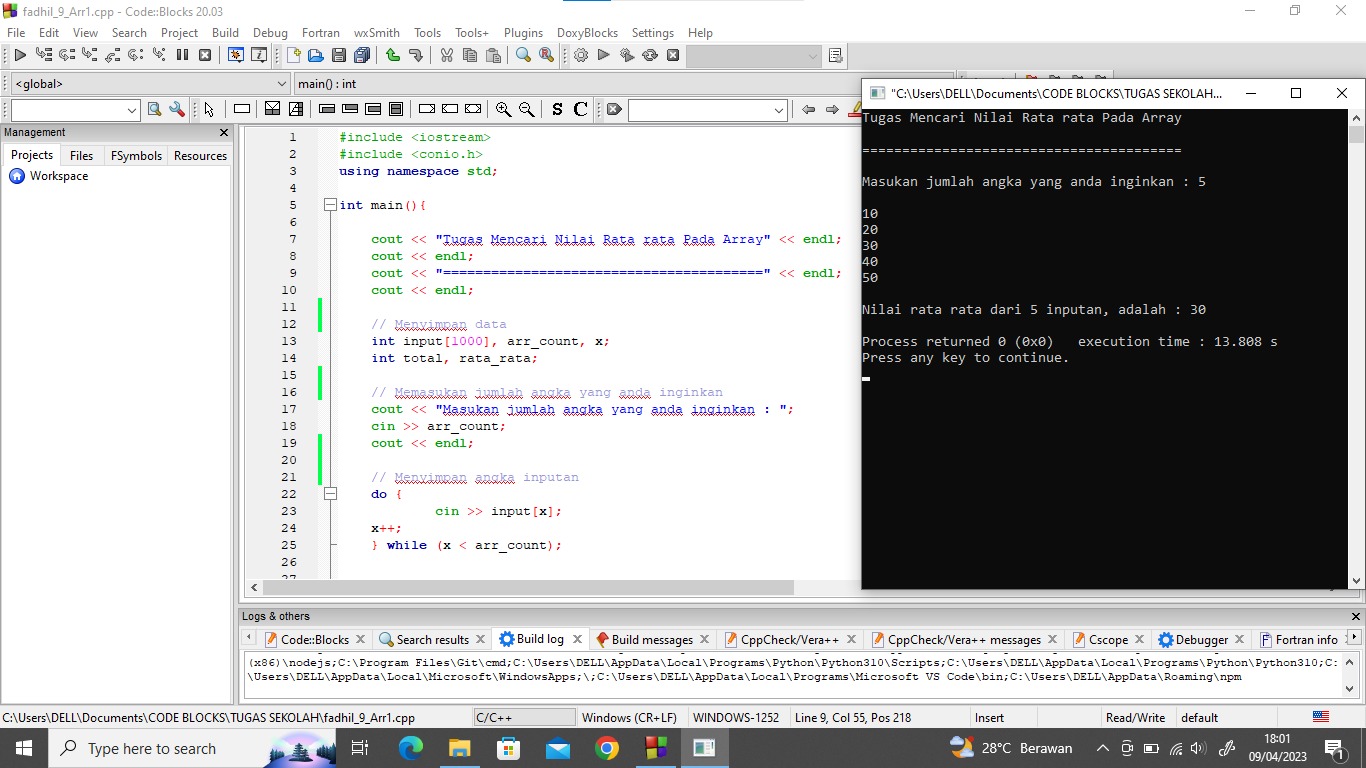 fadhil_9_Arr1.cpp - Code::Blocks 20.03
File Edit View Search Project Build Debug Fortran wxSmith Tools Tools+ Plugins DoxyBlocks Settings Help
<global>
main() : int
S C
Management
Projects Files FSymbols Resources
Workspace
1 #include <iostream>
2 #include <conio.h>
3 using namespace std;
4
5 int main(){
6
7 cout << "Tugas Mencari Nilai Rata rata Pada Array" << endl;
8 cout << endl;
9 cout << "========================================" << endl;
10 cout << endl;
11
12 // Menyimpan data
13 int input[1000], arr_count, x;
14 int total, rata_rata;
15
16 // Memasukan jumlah angka yang anda inginkan
17 cout << "Masukan jumlah angka yang anda inginkan : ";
18 cin >> arr_count;
19 cout << endl;
20
21 // Menyimpan angka inputan
22 do {
23 cin >> input[x];
24 x++;
25 } while (x < arr_count);
26
"C:\Users\DELL\Documents\CODE BLOCKS\TUGAS SEKOLAH...
Tugas Mencari Nilai Rata rata Pada Array
========================================
Masukan jumlah angka yang anda inginkan : 5
10
20
30
40
50
Nilai rata rata dari 5 inputan, adalah : 30
Process returned 0 (0x0) execution time : 13.808 s
Press any key to continue.
Logs & others
Code::Blocks Search results Build log Build messages CppCheck/Vera++ CppCheck/Vera++ messages Cscope Debugger Fortran info
(x86)\nodejs;C:\Program Files\Git\cmd;C:\Users\DELL\AppData\Local\Programs\Python\Python310\Scripts;C:\Users\DELL\AppData\Local\Programs\Python\Python310;C:
\Users\DELL\AppData\Local\Microsoft\WindowsApps;\;C:\Users\DELL\AppData\Local\Programs\Microsoft VS Code\bin;C:\Users\DELL\AppData\Roaming\npm
C:\Users\DELL\Documents\CODE BLOCKS\TUGAS SEKOLAH\fadhil_9_Arr1.cpp C/C++ Windows (CR+LF) WINDOWS-1252 Line 9, Col 55, Pos 218 Insert Read/Write default
Type here to search
28°C Berawan
18:01
09/04/2023
1